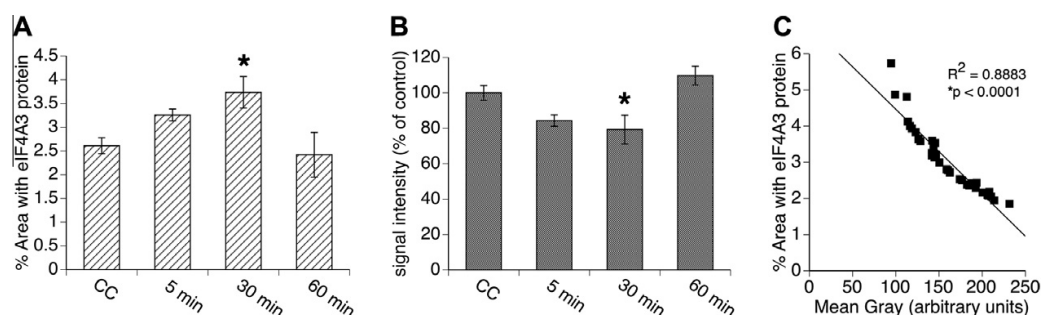 A
% Area with eIF4A3 protein
4.5
4
3.5
3
2.5
2
1.5
1
0.5
0
*
CC
5 min
30 min
60 min
B
signal intensity (% of control)
120
100
80
60
40
20
0
*
CC
5 min
30 min
60 min
C
% Area with eIF4A3 protein
6
5
4
3
2
1
0
R² = 0.8883
*p < 0.0001
0
50
100
150
200
250
Mean Gray (arbitrary units)